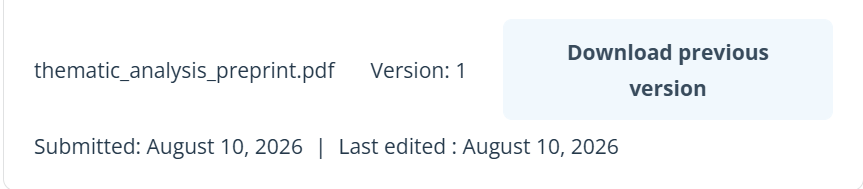 thematic_analysis_preprint.pdf Version: 1
Download previous
version
Submitted: August 10, 2026 | Last edited : August 10, 2026